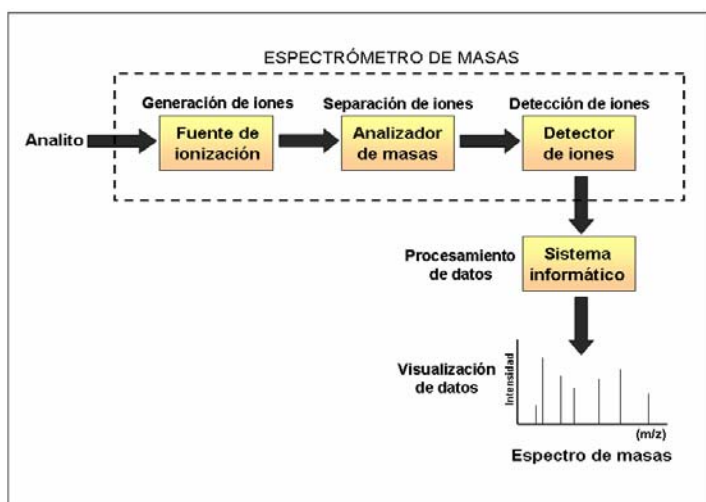 ESPECTRÓMETRO DE MASAS
Generación de iones
Separación de iones
Detección de iones
Analito
Fuente de
ionización
Analizador
de masas
Detector
de iones
Procesamiento
de datos
Sistema
informático
Visualización
de datos
Intensidad
(m/z)
Espectro de masas